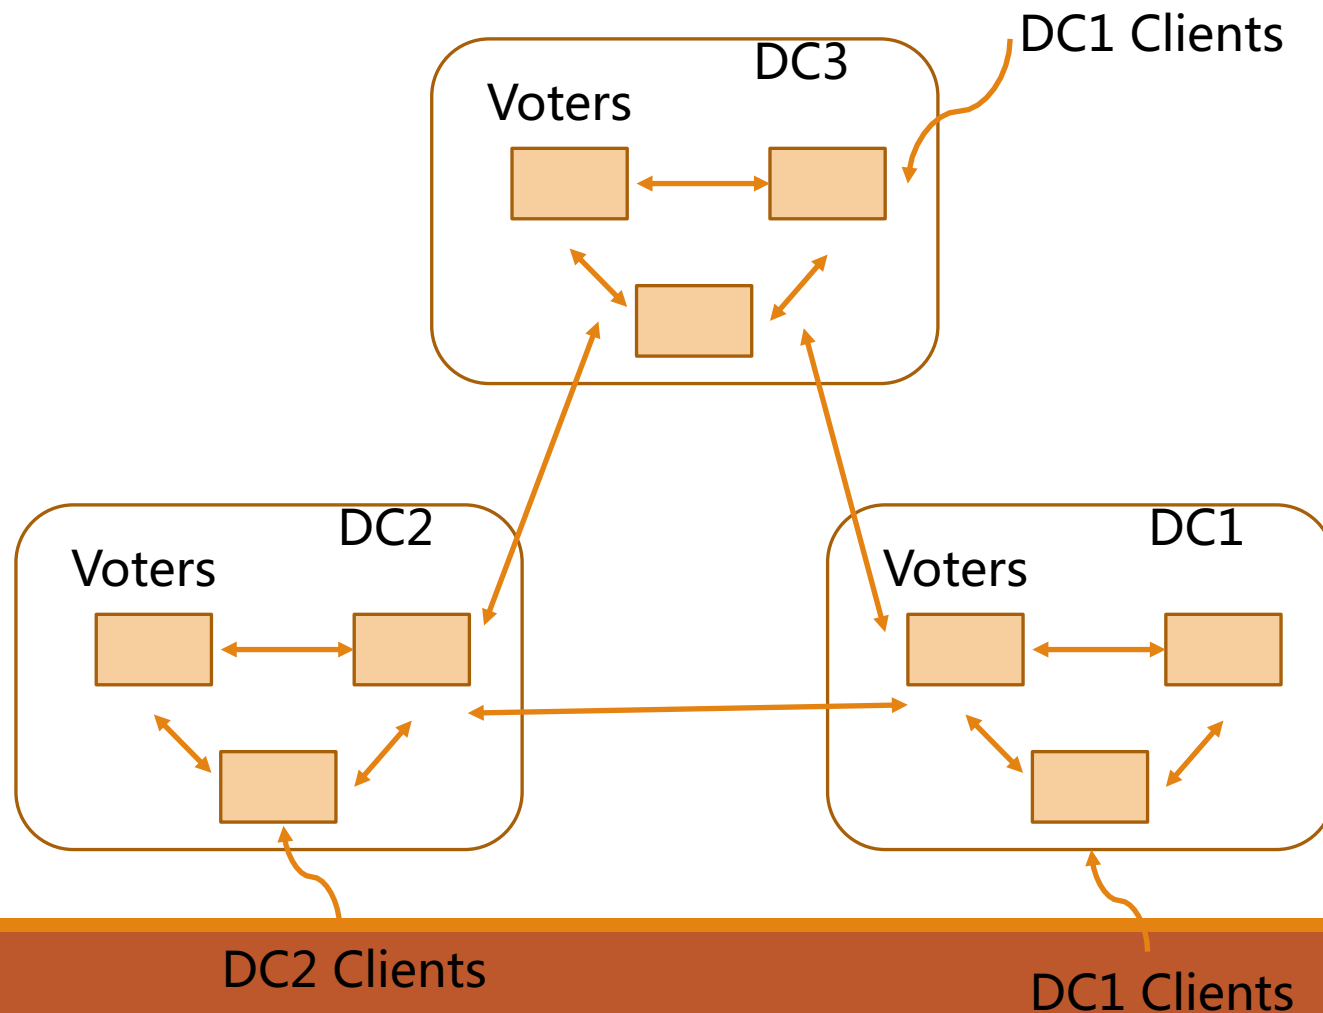 DC1 Clients
DC3
Voters
DC2
Voters
DC1
Voters
DC2 Clients
DC1 Clients